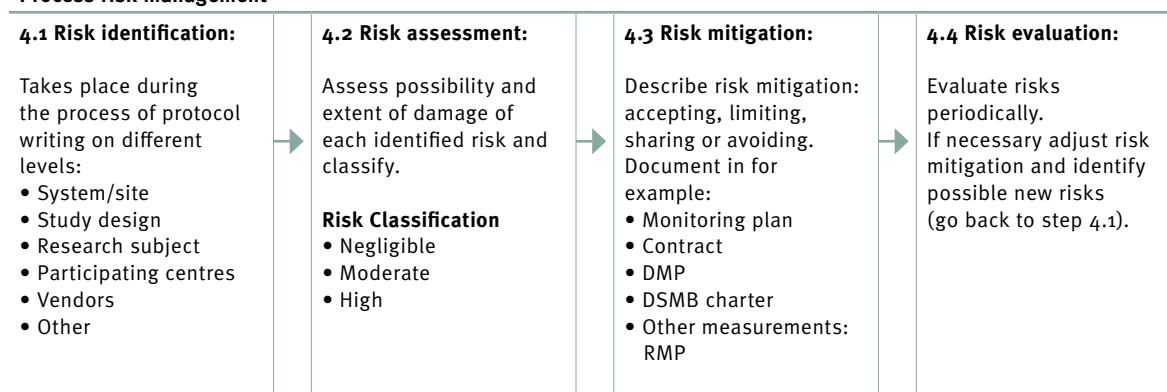 Process risk management
4.1 Risk identification:
Takes place during
the process of protocol
writing on different
levels:
• System/site
• Study design
• Research subject
• Participating centres
• Vendors
• Other
4.2 Risk assessment:
Assess possibility and
extent of damage of
each identified risk and
classify.
Risk Classification
• Negligible
• Moderate
• High
4.3 Risk mitigation:
Describe risk mitigation:
accepting, limiting,
sharing or avoiding.
Document in for
example:
• Monitoring plan
• Contract
• DMP
• DSMB charter
• Other measurements:
RMP
4.4 Risk evaluation:
Evaluate risks
periodically.
If necessary adjust risk
mitigation and identify
possible new risks
(go back to step 4.1).